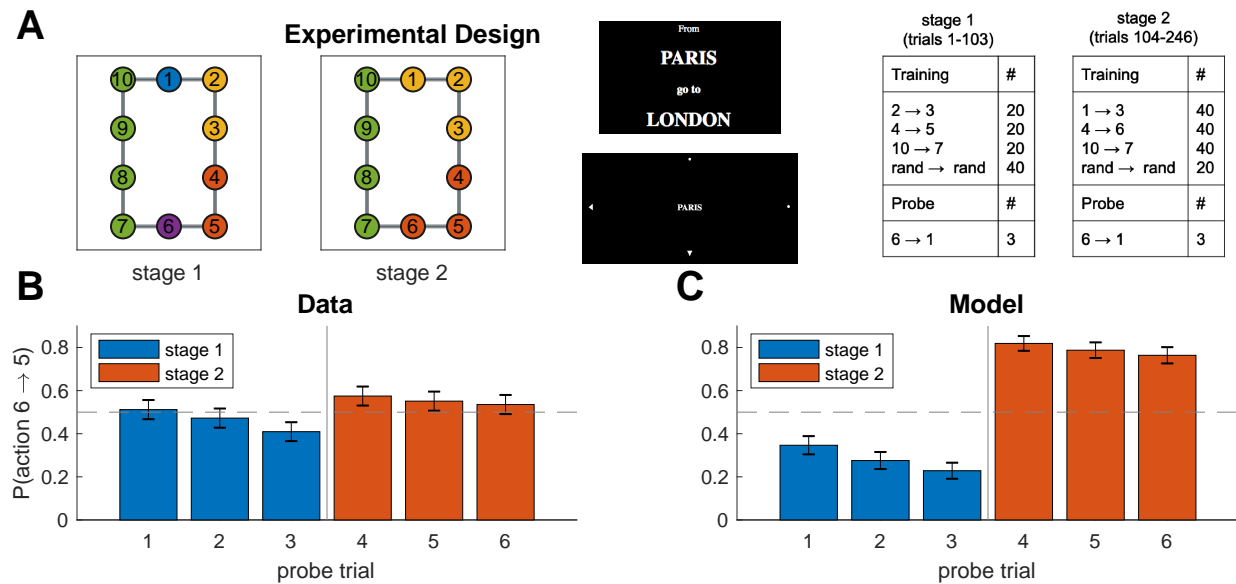 A
Experimental Design
10 1 2
9 3
8 4
7 6 5
stage 1
10 1 2
9 3
8 4
7 6 5
stage 2
From
PARIS
go to
LONDON
PARIS
stage 1
(trials 1-103)
Training #
2 → 3 20
4 → 5 20
10 → 7 20
rand → rand 40
Probe #
6 → 1 3
stage 2
(trials 104-246)
Training #
1 → 3 40
4 → 6 40
10 → 7 40
rand → rand 20
Probe #
6 → 1 3
B
Data
P(action 6 → 5)
0.8
0.6
0.4
0.2
0
stage 1
stage 2
1 2 3 4 5 6
probe trial
C
Model
0.8
0.6
0.4
0.2
0
stage 1
stage 2
1 2 3 4 5 6
probe trial